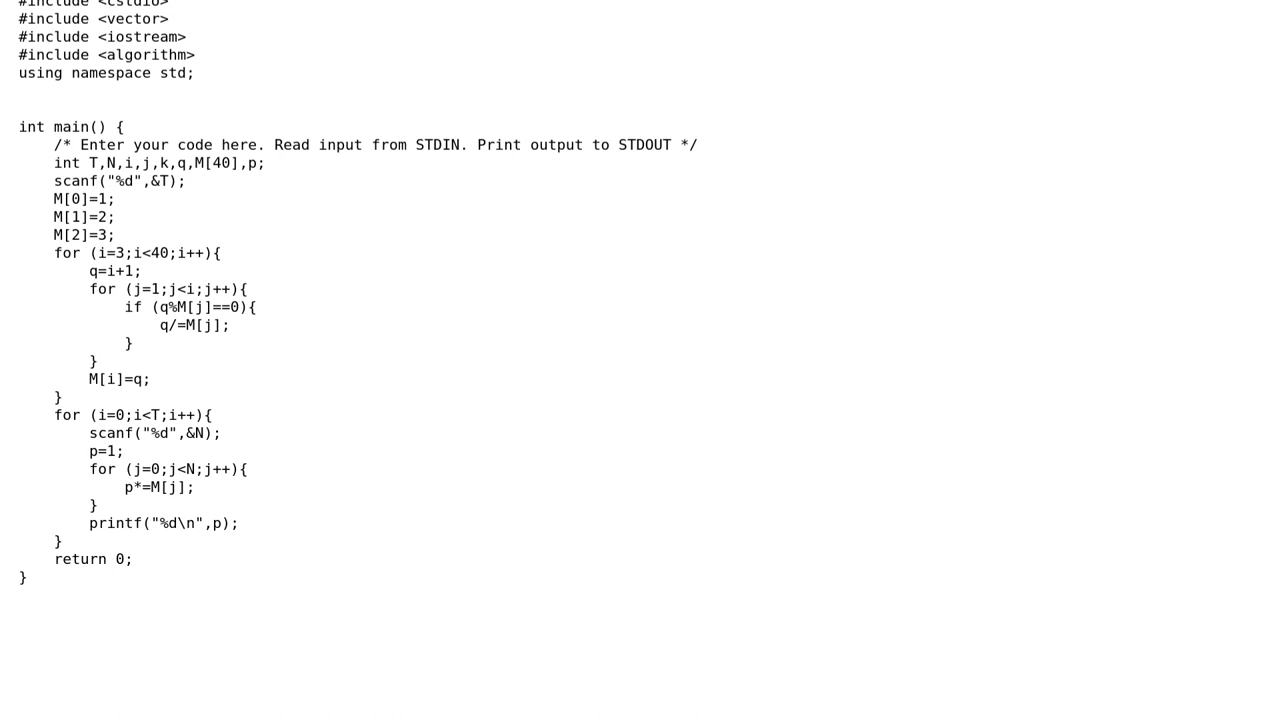 #include <cstdio>
#include <vector>
#include <iostream>
#include <algorithm>
using namespace std;


int main() {
    /* Enter your code here. Read input from STDIN. Print output to STDOUT */
    int T,N,i,j,k,q,M[40],p;
    scanf("%d",&T);
    M[0]=1;
    M[1]=2;
    M[2]=3;
    for (i=3;i<40;i++){
        q=i+1;
        for (j=1;j<i;j++){
            if (q%M[j]==0){
                q/=M[j];
            }
        }
        M[i]=q;
    }
    for (i=0;i<T;i++){
        scanf("%d",&N);
        p=1;
        for (j=0;j<N;j++){
            p*=M[j];
        }
        printf("%d\n",p);
    }
    return 0;
}